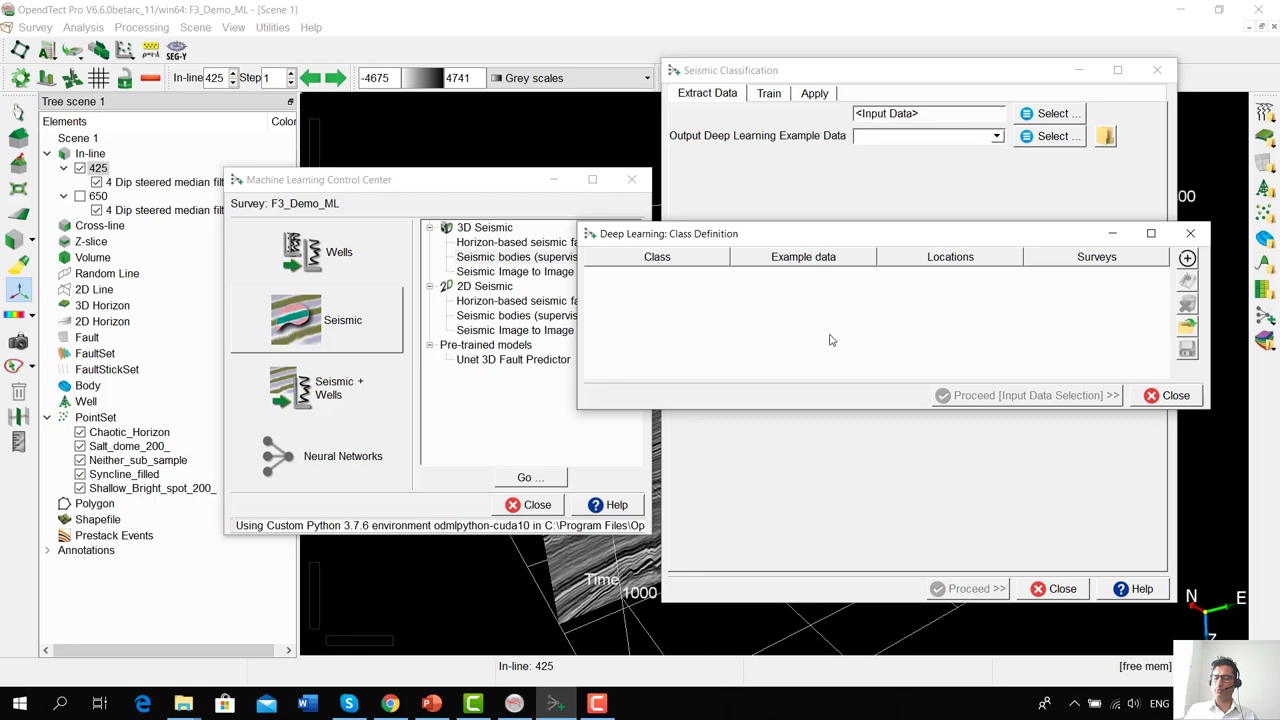 OpendTect Pro V6.6.0betarc_11/win64: F3_Demo_ML - [Scene 1]
Survey Analysis Processing Scene View Utilities Help
SEG-Y
In-line 425 Step 1 -4675 4741 Grey scales
Tree scene 1
Elements Color
Scene 1
In-line
425
4 Dip steered median filt
650
4 Dip steered median filt
Cross-line
Z-slice
Volume
Random Line
2D Line
3D Horizon
2D Horizon
Fault
FaultSet
FaultStickSet
Body
Well
PointSet
Chaotic_Horizon
Salt_dome_200_
Neither_sub_sample
Syncline_filled
Shallow_Bright_spot_200_
Polygon
Shapefile
Prestack Events
Annotations
Machine Learning Control Center
Survey: F3_Demo_ML
Wells
Seismic
Seismic +
Wells
Neural Networks
3D Seismic
Horizon-based seismic fa
Seismic bodies (supervis
Seismic Image to Image
2D Seismic
Horizon-based seismic fa
Seismic bodies (supervis
Seismic Image to Image
Pre-trained models
Unet 3D Fault Predictor
Go ...
Close Help
Using Custom Python 3.7.6 environment odmlpython-cuda10 in C:\Program Files\Op
Seismic Classification
Extract Data Train Apply
<Input Data> Select ...
Output Deep Learning Example Data Select ...
00
Deep Learning: Class Definition
Class Example data Locations Surveys
Proceed [Input Data Selection] >> Close
Proceed >> Close Help
Time
1000
N E
Z
In-line: 425 [free mem]
ENG